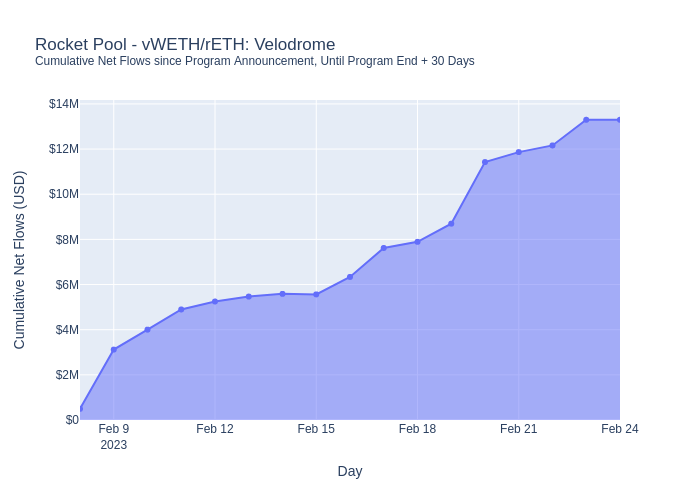 Rocket Pool - vWETH/rETH: Velodrome
Cumulative Net Flows since Program Announcement, Until Program End + 30 Days
Cumulative Net Flows (USD)
$14M
$12M
$10M
$8M
$6M
$4M
$2M
$0
Feb 9
2023
Feb 12
Feb 15
Feb 18
Feb 21
Feb 24
Day